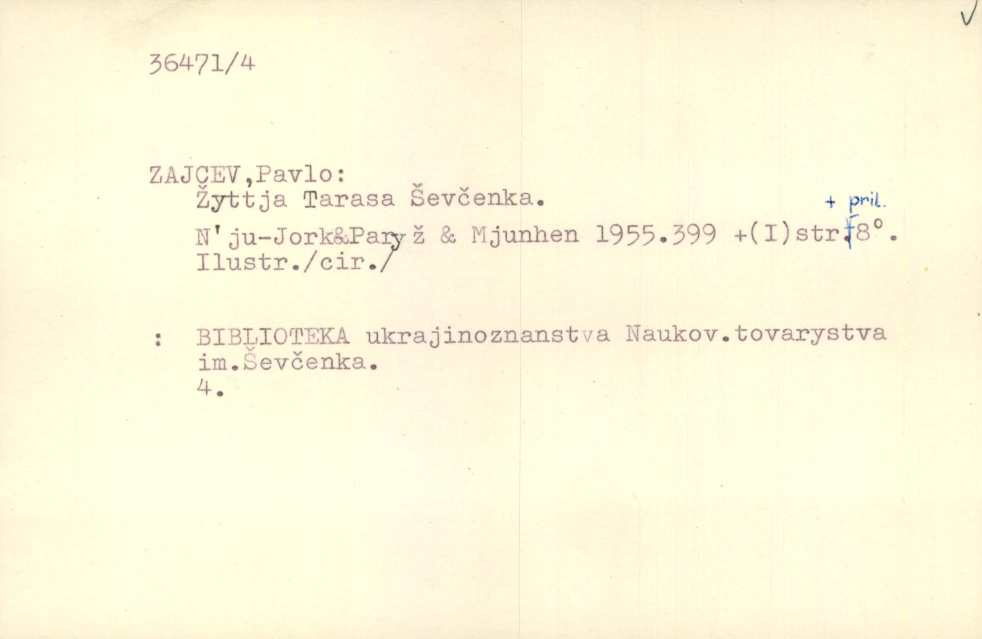 36471/4
ZAJCEV,Pavlo:
Žyttja Tarasa Ševčenka.
+ pril.
N'ju-Jork&Paryž & Mjunhen 1955.399 +(I)str.8°.
Ilustr./cir./
: BIBLIOTEKA ukrajinoznanstva Naukov.tovarystva
im.Ševčenka.
4.